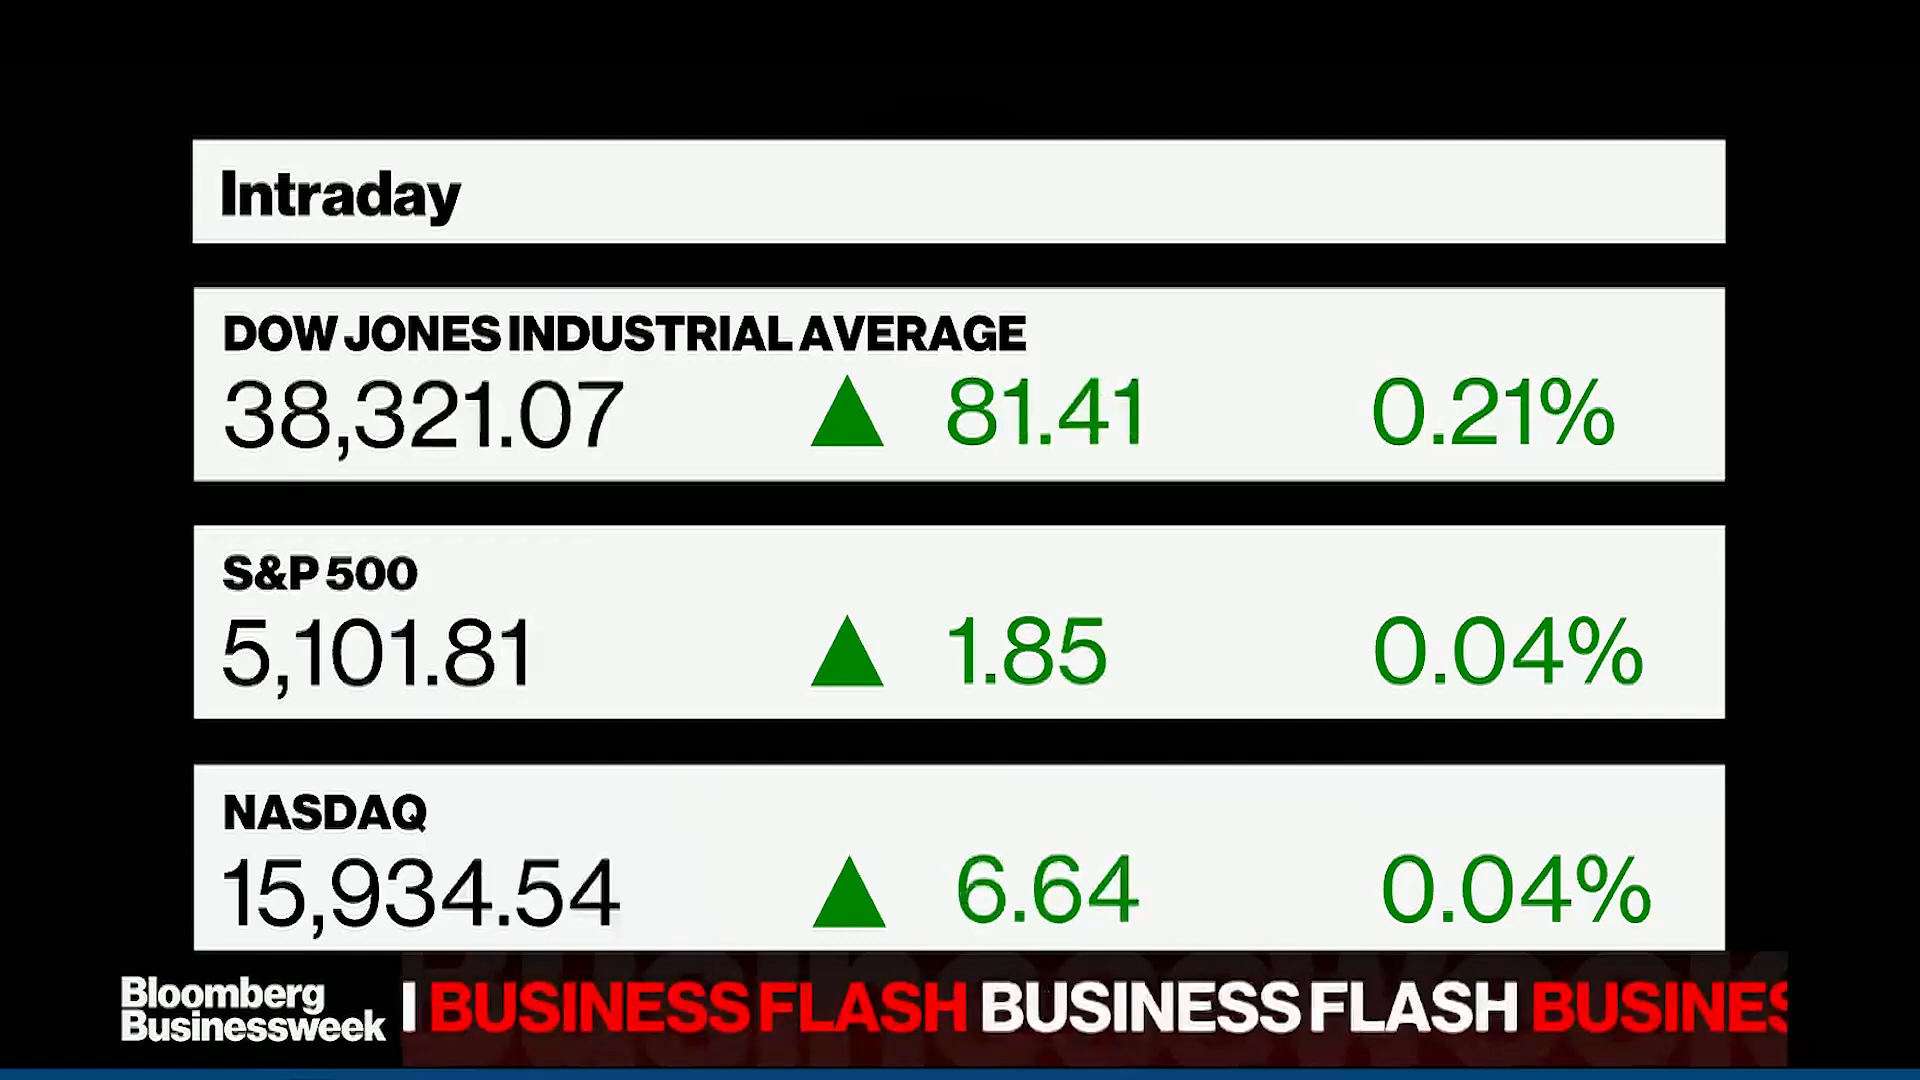 Intraday
DOW JONES INDUSTRIAL AVERAGE
38,321.07 ▲ 81.41 0.21%
S&P 500
5,101.81 ▲ 1.85 0.04%
NASDAQ
15,934.54 ▲ 6.64 0.04%
Bloomberg
Businessweek
BUSINESS FLASH BUSINESS FLASH BUSINES